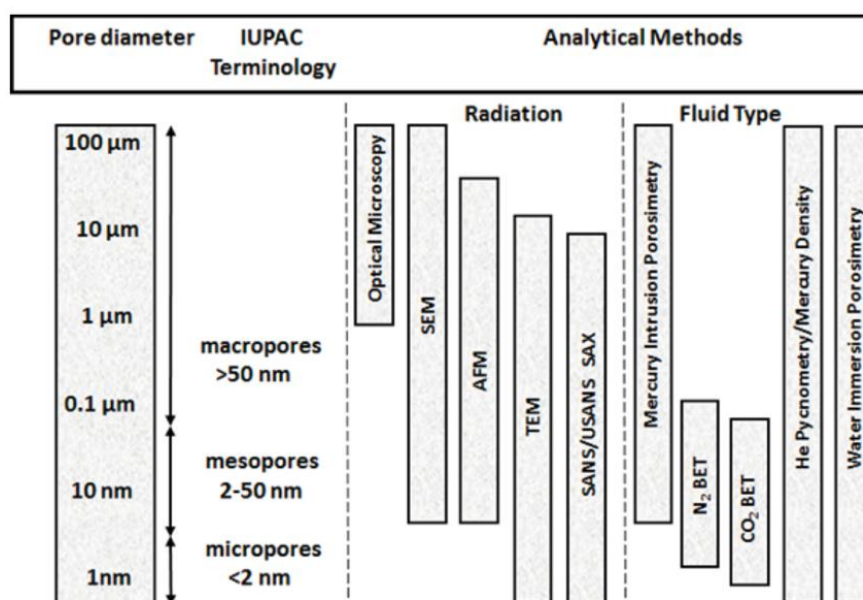 Pore diameter
IUPAC
Terminology
Analytical Methods
Radiation
Fluid Type
100 µm
10 µm
1 µm
0.1 µm
10 nm
1nm
macropores
>50 nm
mesopores
2-50 nm
micropores
<2 nm
Optical Microscopy
SEM
AFM
TEM
SANS/USANS SAX
Mercury Intrusion Porosimetry
N₂ BET
CO₂ BET
He Pycnometry/Mercury Density
Water Immersion Porosimetry